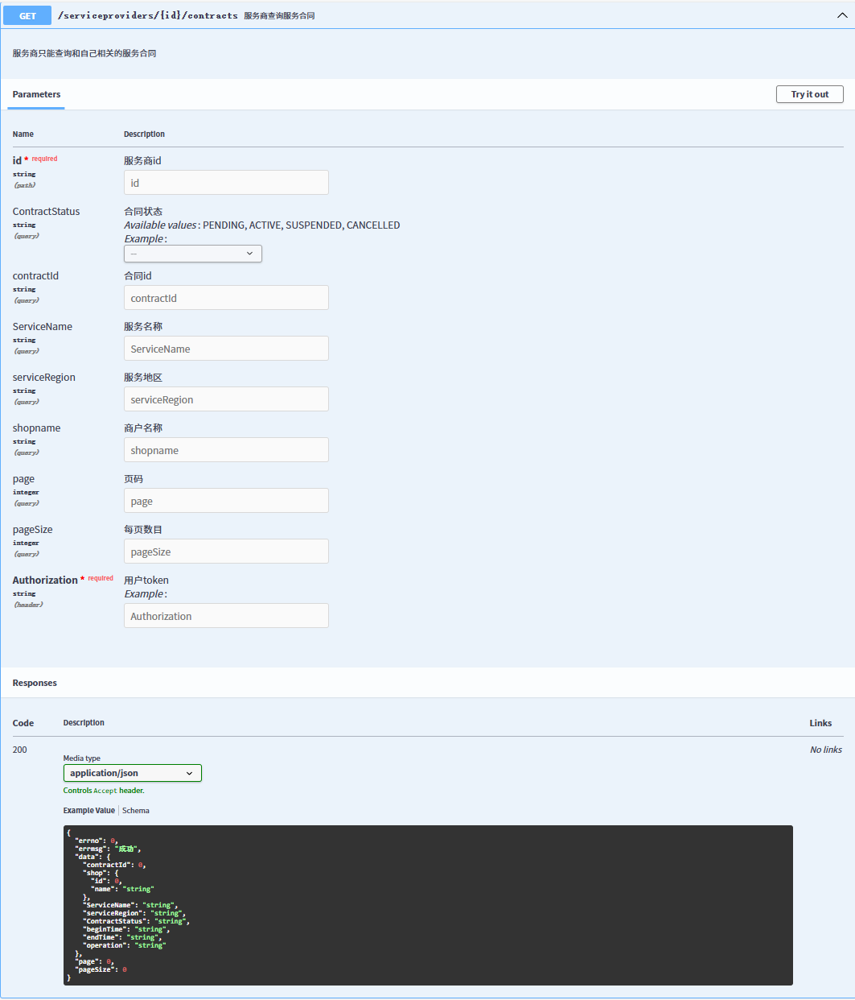 GET /serviceproviders/{id}/contracts 服务商查询服务合同
服务商只能查询和自己相关的服务合同
Parameters
Try it out
Name Description
id * required 服务商id
string
(path)
id
ContractStatus 合同状态
string
(query)
Available values : PENDING, ACTIVE, SUSPENDED, CANCELLED
Example :
--
contractId 合同id
string
(query)
contractId
ServiceName 服务名称
string
(query)
ServiceName
serviceRegion 服务地区
string
(query)
serviceRegion
shopname 商户名称
string
(query)
shopname
page 页码
integer
(query)
page
pageSize 每页数目
integer
(query)
pageSize
Authorization * required 用户token
string
(header)
Example :
Authorization
Responses
Code Description Links
200 No links
Media type
application/json
Controls Accept header.
Example Value Schema
{
"errno": 0,
"errmsg": "成功",
"data": {
"contractId": 0,
"shop": {
"id": 0,
"name": "string"
},
"ServiceName": "string",
"serviceRegion": "string",
"ContractStatus": "string",
"beginTime": "string",
"endTime": "string",
"operation": "string"
},
"page": 0,
"pageSize": 0
}